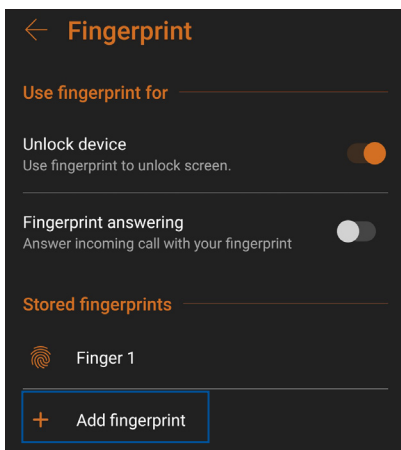 Fingerprint
Use fingerprint for
Unlock device
Use fingerprint to unlock screen.
Fingerprint answering
Answer incoming call with your fingerprint
Stored fingerprints
Finger 1
Add fingerprint